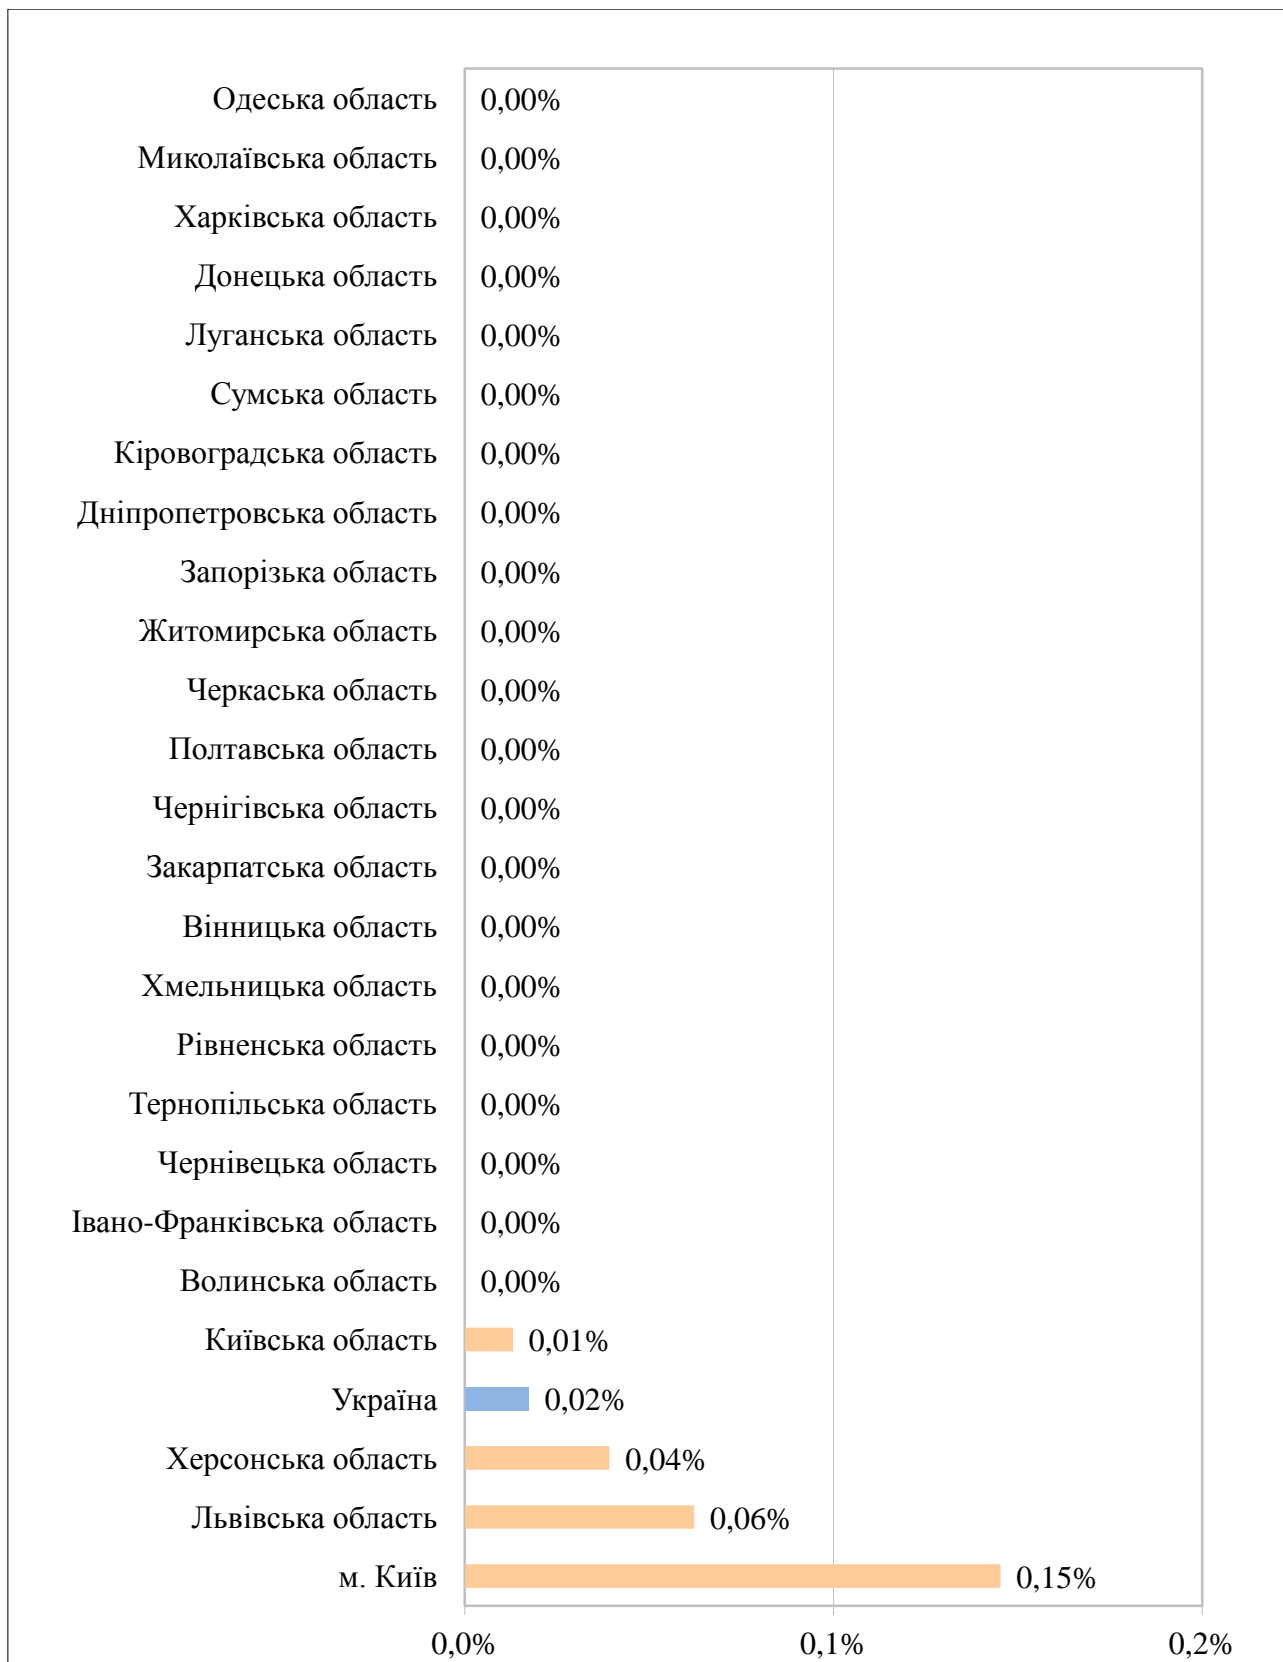 Одеська область 0,00%
Миколаївська область 0,00%
Харківська область 0,00%
Донецька область 0,00%
Луганська область 0,00%
Сумська область 0,00%
Кіровоградська область 0,00%
Дніпропетровська область 0,00%
Запорізька область 0,00%
Житомирська область 0,00%
Черкаська область 0,00%
Полтавська область 0,00%
Чернігівська область 0,00%
Закарпатська область 0,00%
Вінницька область 0,00%
Хмельницька область 0,00%
Рівненська область 0,00%
Тернопільська область 0,00%
Чернівецька область 0,00%
Івано-Франківська область 0,00%
Волинська область 0,00%
Київська область 0,01%
Україна 0,02%
Херсонська область 0,04%
Львівська область 0,06%
м. Київ 0,15%
0,0% 0,1% 0,2%